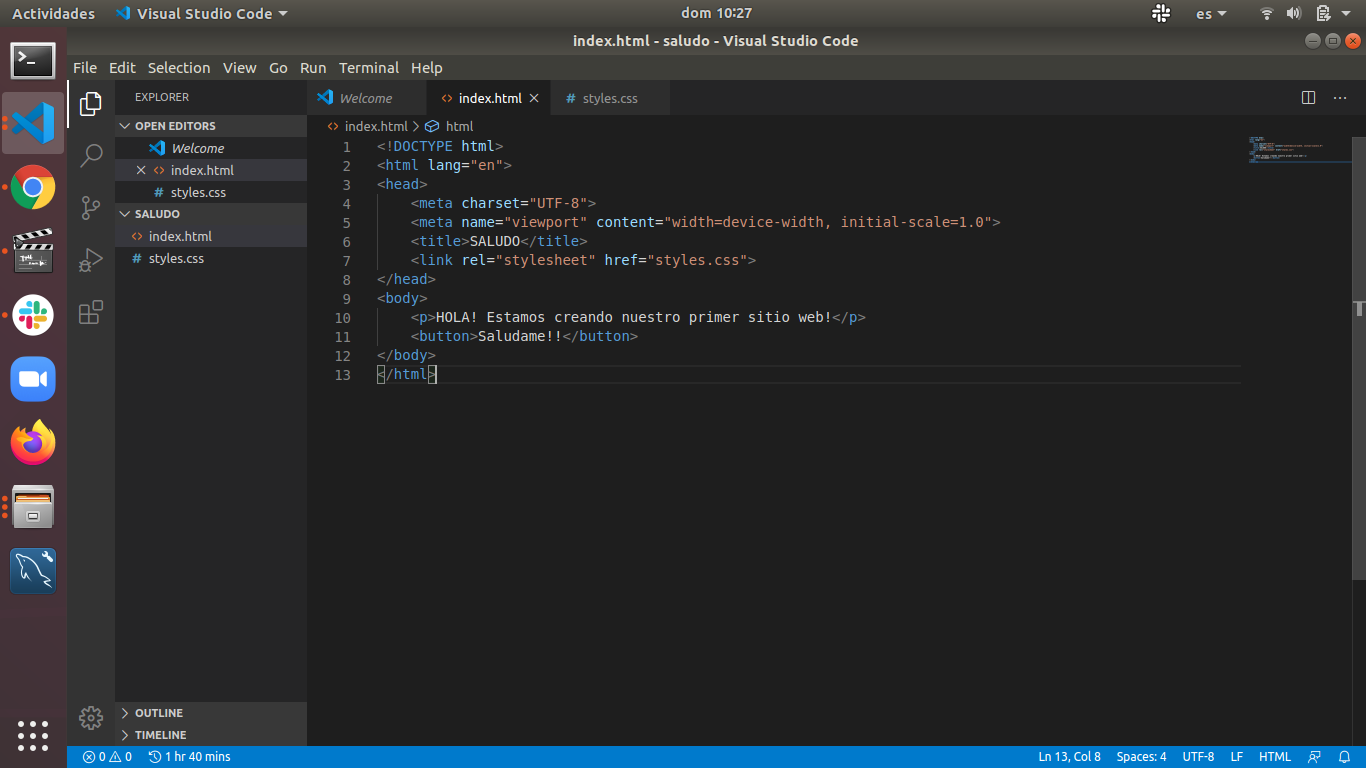 Actividades Visual Studio Code dom 10:27 es
index.html - saludo - Visual Studio Code
File Edit Selection View Go Run Terminal Help
EXPLORER
OPEN EDITORS
Welcome
index.html
# styles.css
SALUDO
index.html
# styles.css
OUTLINE
TIMELINE
Welcome index.html # styles.css
index.html html
1 <!DOCTYPE html>
2 <html lang="en">
3 <head>
4 <meta charset="UTF-8">
5 <meta name="viewport" content="width=device-width, initial-scale=1.0">
6 <title>SALUDO</title>
7 <link rel="stylesheet" href="styles.css">
8 </head>
9 <body>
10 <p>HOLA! Estamos creando nuestro primer sitio web!</p>
11 <button>Saludame!!</button>
12 </body>
13 </html>
0 0 1 hr 40 mins Ln 13, Col 8 Spaces: 4 UTF-8 LF HTML